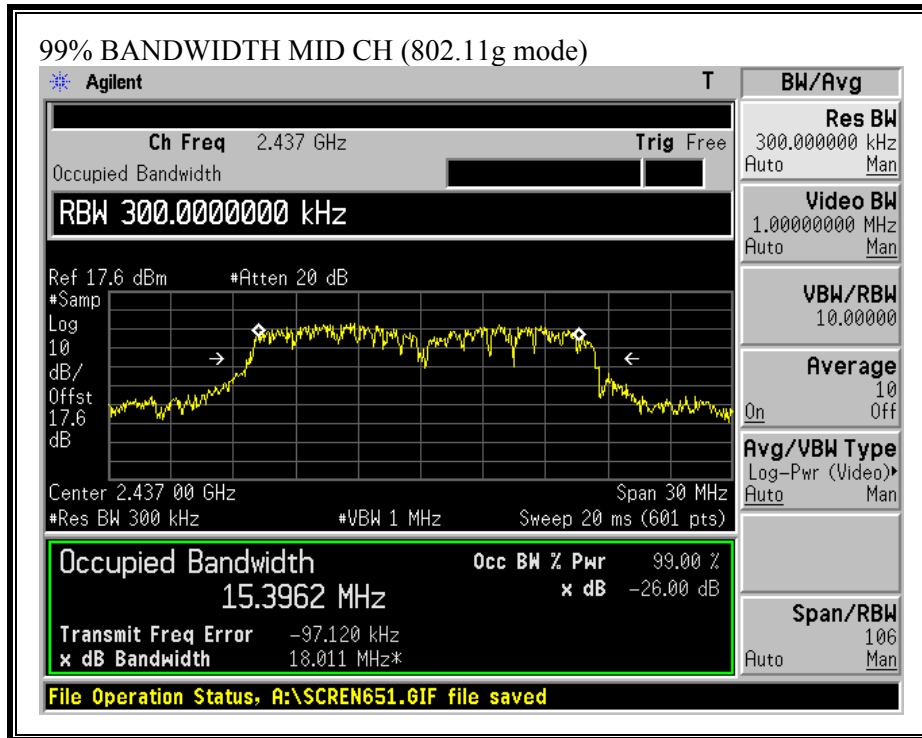 99% BANDWIDTH MID CH (802.11g mode)
Agilent T
Ch Freq 2.437 GHz Trig Free
Occupied Bandwidth
RBW 300.0000000 kHz
Ref 17.6 dBm #Atten 20 dB
#Samp
Log
10
dB/
Offst
17.6
dB
Center 2.437 00 GHz Span 30 MHz
#Res BW 300 kHz #VBW 1 MHz Sweep 20 ms (601 pts)
Occupied Bandwidth Occ BW % Pwr 99.00 %
15.3962 MHz x dB -26.00 dB
Transmit Freq Error -97.120 kHz
x dB Bandwidth 18.011 MHz*
File Operation Status, A:\SCREN651.GIF file saved
BW/Avg
Res BW
300.000000 kHz
Auto Man
Video BW
1.00000000 MHz
Auto Man
VBW/RBW
10.00000
Average
10
On Off
Avg/VBW Type
Log-Pwr (Video)
Auto Man
Span/RBW
106
Auto Man